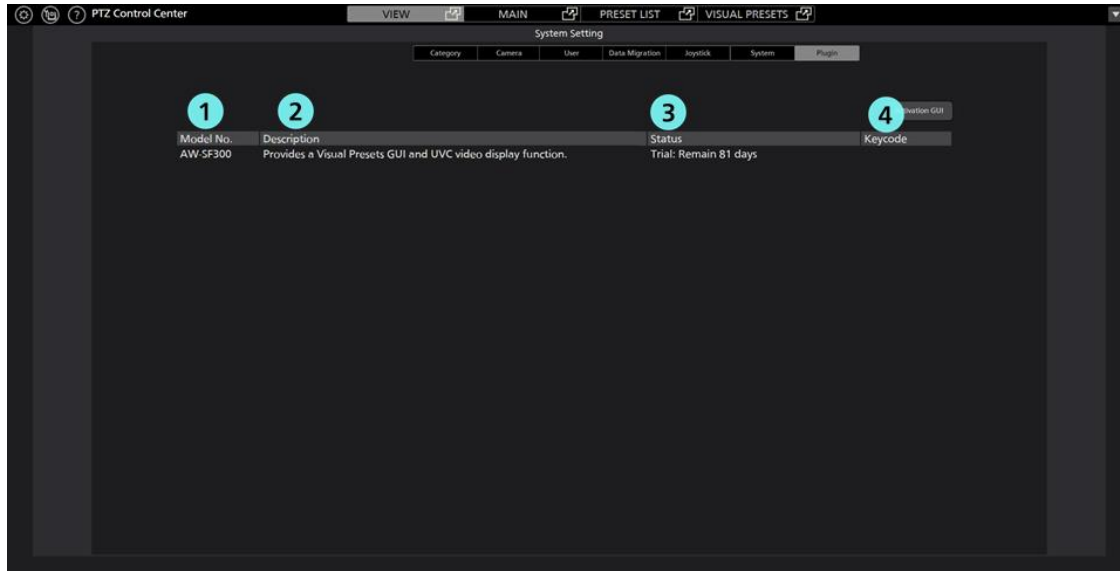 ? PTZ Control Center VIEW MAIN PRESET LIST VISUAL PRESETS
System Setting
Category Camera User Data Migration Joystick System Plugin
1 2 3 4 GUI
Model No. Description Status Keycode
AW-SF300 Provides a Visual Presets GUI and UVC video display function. Trial: Remain 81 days